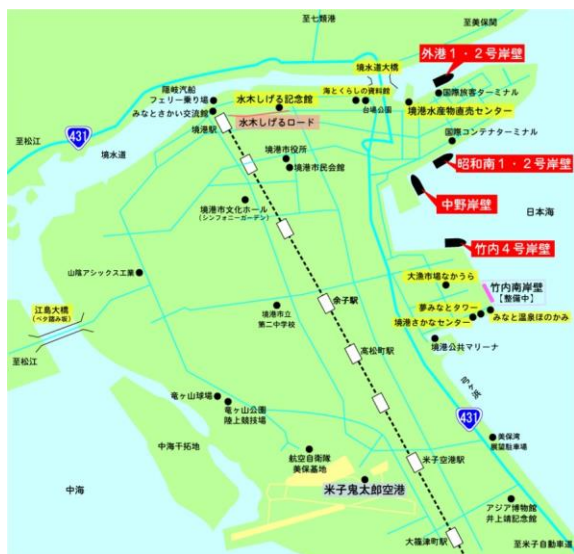 至七類港
至美保関
外港1・2号岸壁
境水道大橋
隠岐汽船
フェリー乗り場
海とくらしの資料館
国際旅客ターミナル
水木しげる記念館
台場公園
境港水産物直売センター
みなとさかい交流館
境港駅
水木しげるロード
至松江
431
境水道
国際コンテナターミナル
境港市役所
境港市民会館
昭和南1・2号岸壁
中野岸壁
境港市文化ホール
(シンフォニーガーデン)
日本海
竹内4号岸壁
山陰アシックス工業
大漁市場なかうら
竹内南岸壁
【整備中】
江島大橋
(ベタ踏み坂)
余子駅
夢みなとタワー
境港市立
第二中学校
境港さかなセンター
みなと温泉ほのかみ
境港公共マリーナ
高松町駅
至松江
弓ヶ浜
竜ヶ山球場
竜ヶ山公園
陸上競技場
431
中海干拓地
美保湾
展望駐車場
航空自衛隊
美保基地
米子空港駅
中海
米子鬼太郎空港
アジア博物館
井上靖記念館
大篠津町駅
至米子自動車道